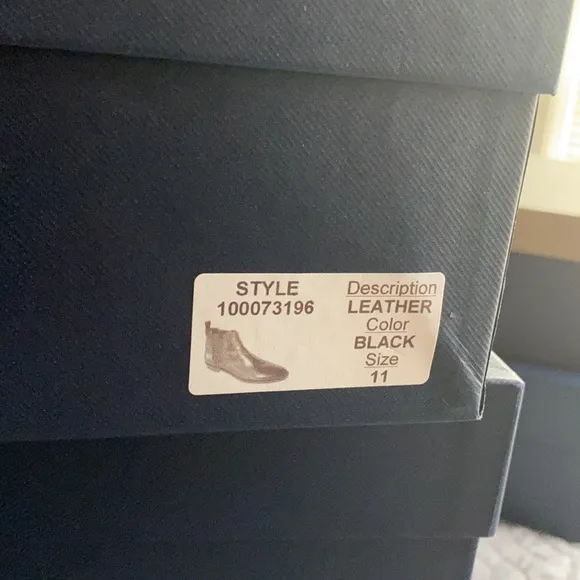 STYLE
100073196
Description
LEATHER
Color
BLACK
Size
11